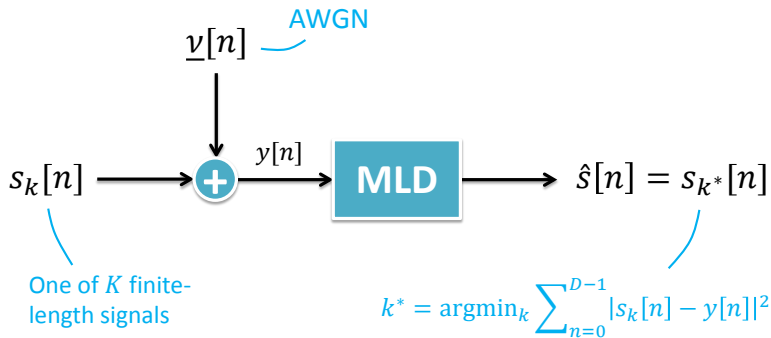 AWGN
ν[n]
y[n]
s_k[n]
+
MLD
ŝ[n] = s_{k*}[n]
One of K finite-
length signals
k* = argmin_k ∑_{n=0}^{D−1} |s_k[n] − y[n]|²